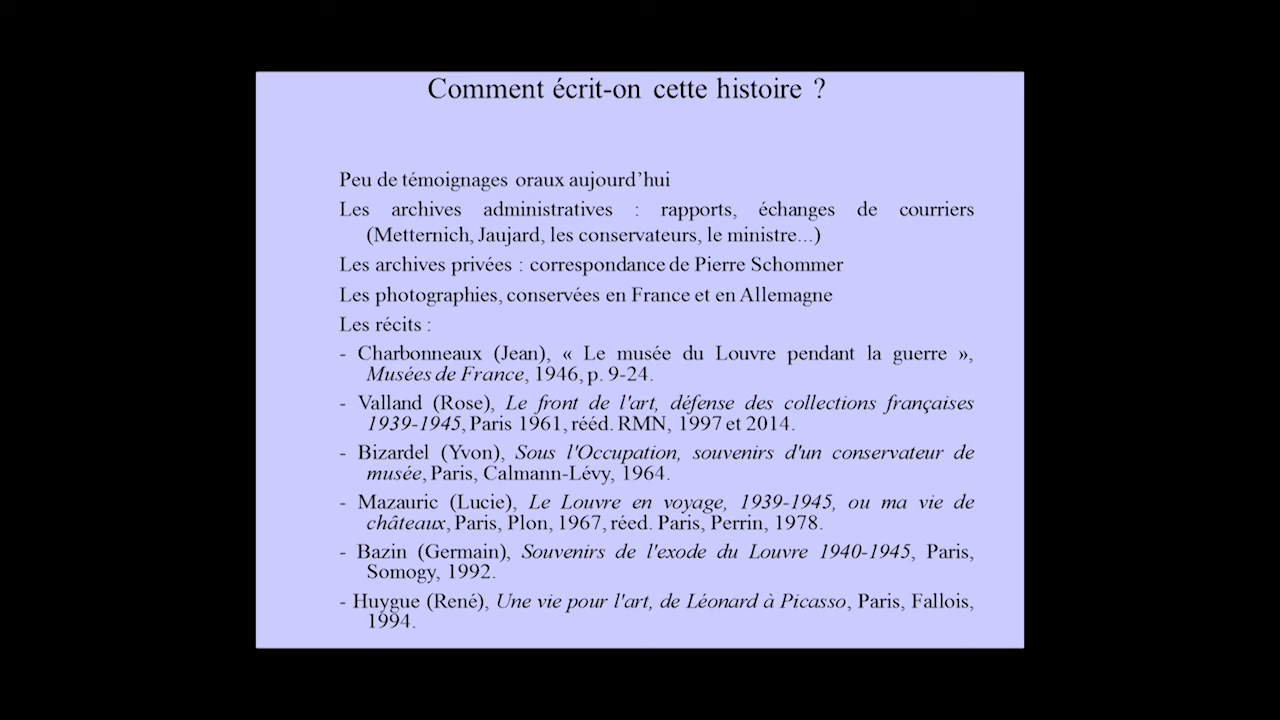 Comment écrit-on cette histoire ?
Peu de témoignages oraux aujourd’hui
Les archives administratives : rapports, échanges de courriers
(Metternich, Jaujard, les conservateurs, le ministre...)
Les archives privées : correspondance de Pierre Schommer
Les photographies, conservées en France et en Allemagne
Les récits :
- Charbonneaux (Jean), « Le musée du Louvre pendant la guerre »,
Musées de France, 1946, p. 9-24.
- Valland (Rose), Le front de l'art, défense des collections françaises
1939-1945, Paris 1961, rééd. RMN, 1997 et 2014.
- Bizardel (Yvon), Sous l'Occupation, souvenirs d'un conservateur de
musée, Paris, Calmann-Lévy, 1964.
- Mazauric (Lucie), Le Louvre en voyage, 1939-1945, ou ma vie de
châteaux, Paris, Plon, 1967, réed. Paris, Perrin, 1978.
- Bazin (Germain), Souvenirs de l'exode du Louvre 1940-1945, Paris,
Somogy, 1992.
- Huygue (René), Une vie pour l'art, de Léonard à Picasso, Paris, Fallois,
1994.